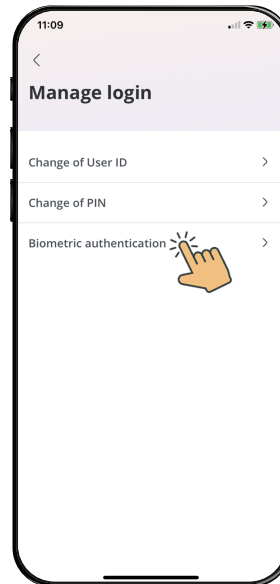 11:09
Manage login
Change of User ID
Change of PIN
Biometric authentication